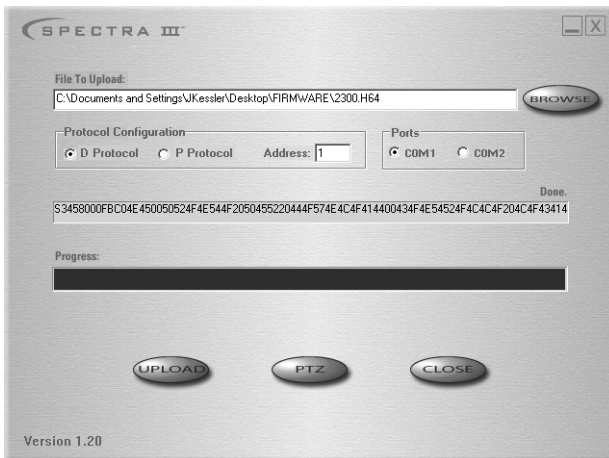 SPECTRA III™
File To Upload:
C:\Documents and Settings\JKessler\Desktop\FIRMWARE\2300.H64
BROWSE
Protocol Configuration
D Protocol P Protocol Address: 1
Ports
COM1 COM2
Done.
S3458000FBC04E450050524F4E544F2050455220444F574E4C4F414400434F4E54524F4C4C4F204C4F43414
Progress:
UPLOAD PTZ CLOSE
Version 1.20